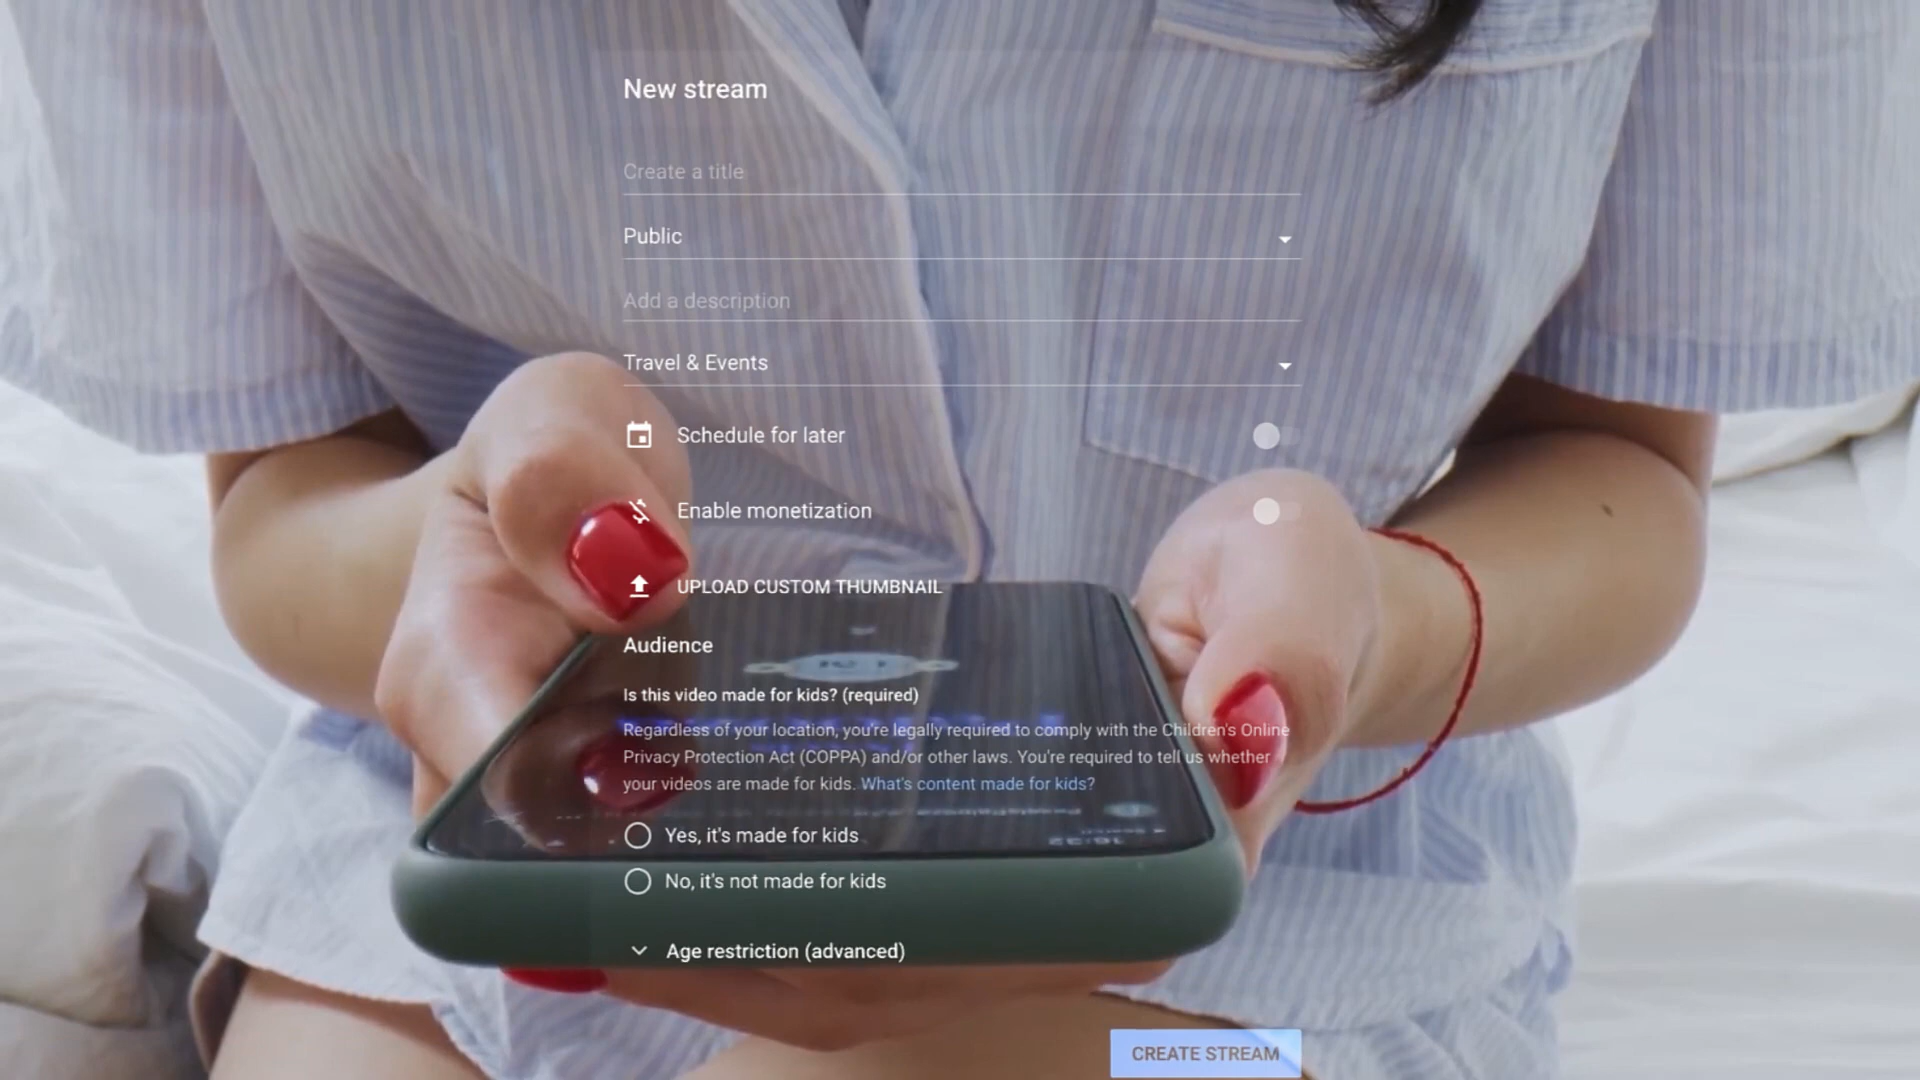 New stream
Create a title
Public
Add a description
Travel & Events
Schedule for later
Enable monetization
UPLOAD CUSTOM THUMBNAIL
Audience
Is this video made for kids? (required)
Regardless of your location, you're legally required to comply with the Children's Online
Privacy Protection Act (COPPA) and/or other laws. You're required to tell us whether
your videos are made for kids. What's content made for kids?
Yes, it's made for kids
No, it's not made for kids
Age restriction (advanced)
CREATE STREAM